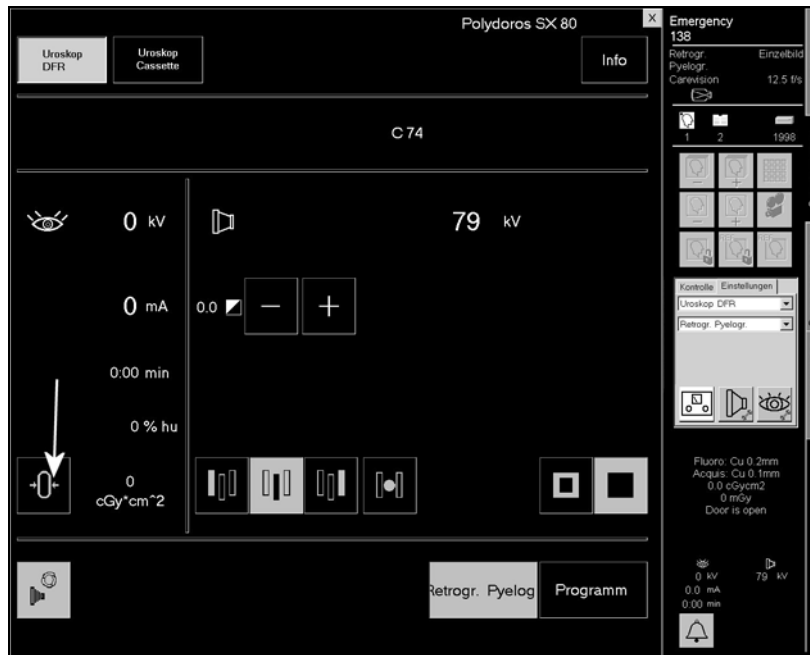 Polydoros SX 80
X
Uroskop
DFR
Uroskop
Cassette
Info
C 74
0 kV
79 kV
0 mA
0.0
− +
0:00 min
0 % hu
0
cGy*cm^2
Retrogr. Pyelog
Programm
Emergency
138
Retrogr. Einzelbild
Pyelogr.
Carevision 12.5 f/s
1 2 1998
− +
− +
Kontrolle Einstellungen
Uroskop DFR
Retrogr. Pyelogr.
Fluoro: Cu 0.2mm
Acquis: Cu 0.1mm
0.0 cGycm2
0 mGy
Door is open
0 kV 79 kV
0.0 mA
0:00 min